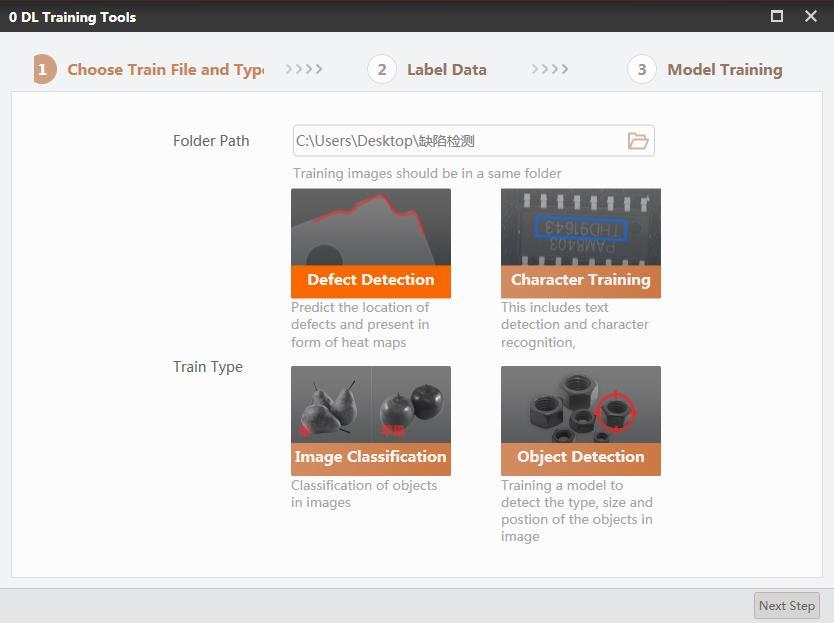 0 DL Training Tools
1 Choose Train File and Typ
2 Label Data
3 Model Training
Folder Path
C:\Users\Desktop\缺陷检测
Training images should be in a same folder
THD91643
PAM8403
Defect Detection
Character Training
Predict the location of
defects and present in
form of heat maps
This includes text
detection and character
recognition,
Train Type
苹果
Image Classification
Object Detection
Classification of objects
in images
Training a model to
detect the type, size and
postion of the objects in
image
Next Step